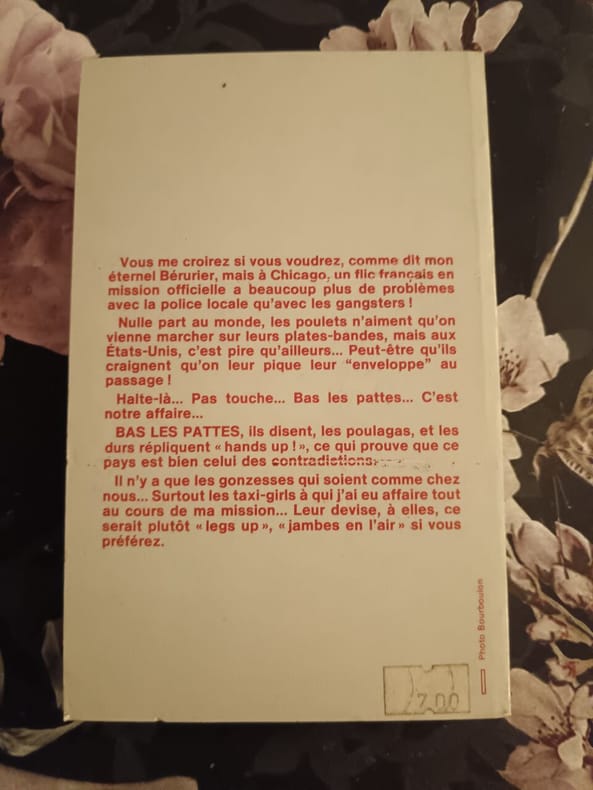 Vous me croirez si vous voudrez, comme dit mon
éternel Bérurier, mais à Chicago, un flic français en
mission officielle a beaucoup plus de problèmes
avec la police locale qu'avec les gangsters !
Nulle part au monde, les poulets n'aiment qu'on
vienne marcher sur leurs plates-bandes, mais aux
États-Unis, c'est pire qu'ailleurs... Peut-être qu'ils
craignent qu'on leur pique leur "enveloppe" au
passage !
Halte-là... Pas touche... Bas les pattes... C'est
notre affaire...
BAS LES PATTES, ils disent, les poulagas, et les
durs répliquent « hands up ! », ce qui prouve que ce
pays est bien celui des contradictions.
Il n'y a que les gonzesses qui soient comme chez
nous... Surtout les taxi-girls à qui j'ai eu affaire tout
au cours de ma mission... Leur devise, à elles, ce
serait plutôt « legs up », « jambes en l'air » si vous
préférez.
Photo Bourboulon
7.00